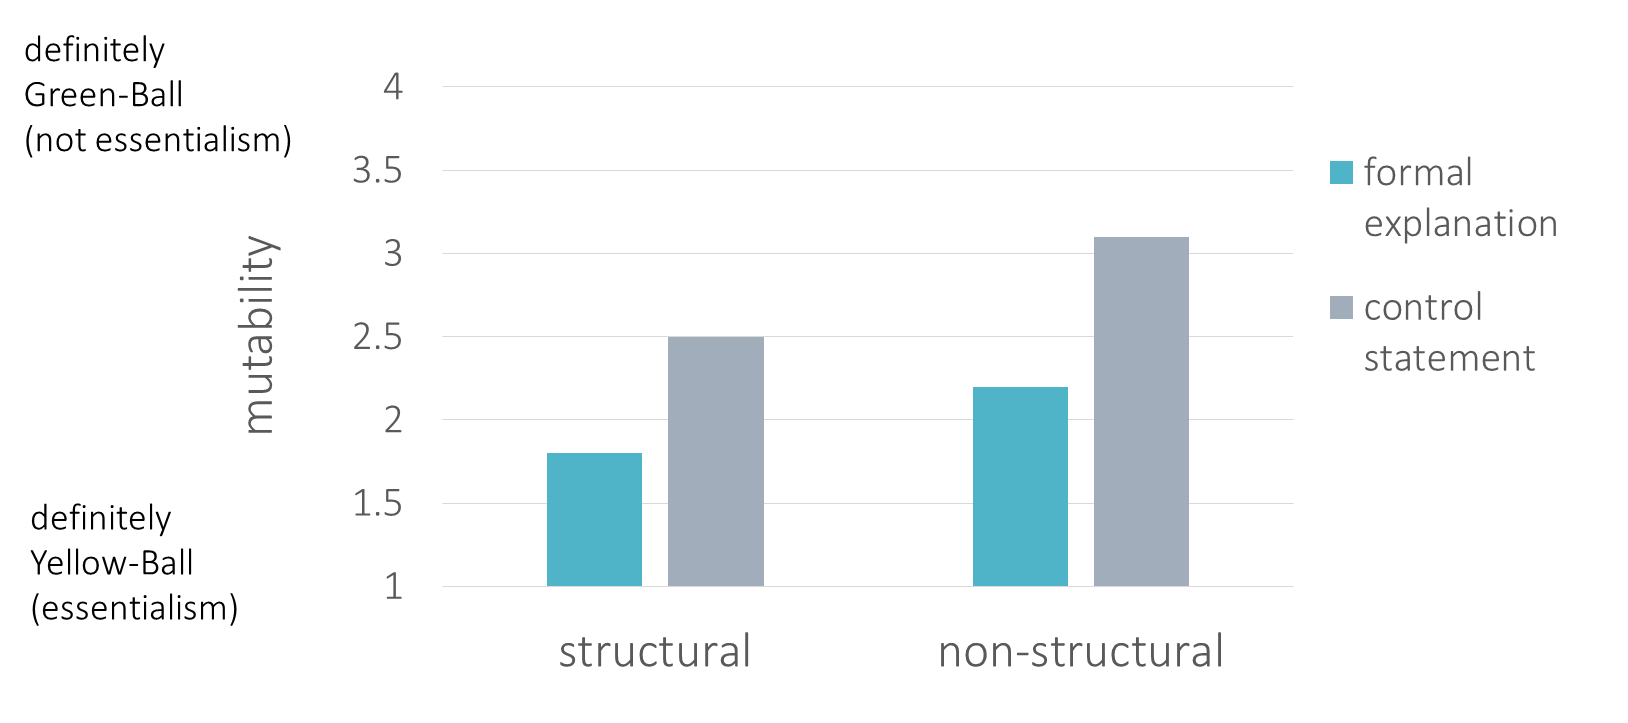 definitely
Green-Ball
(not essentialism)
mutability
definitely
Yellow-Ball
(essentialism)
4
3.5
3
2.5
2
1.5
1
structural
non-structural
formal
explanation
control
statement